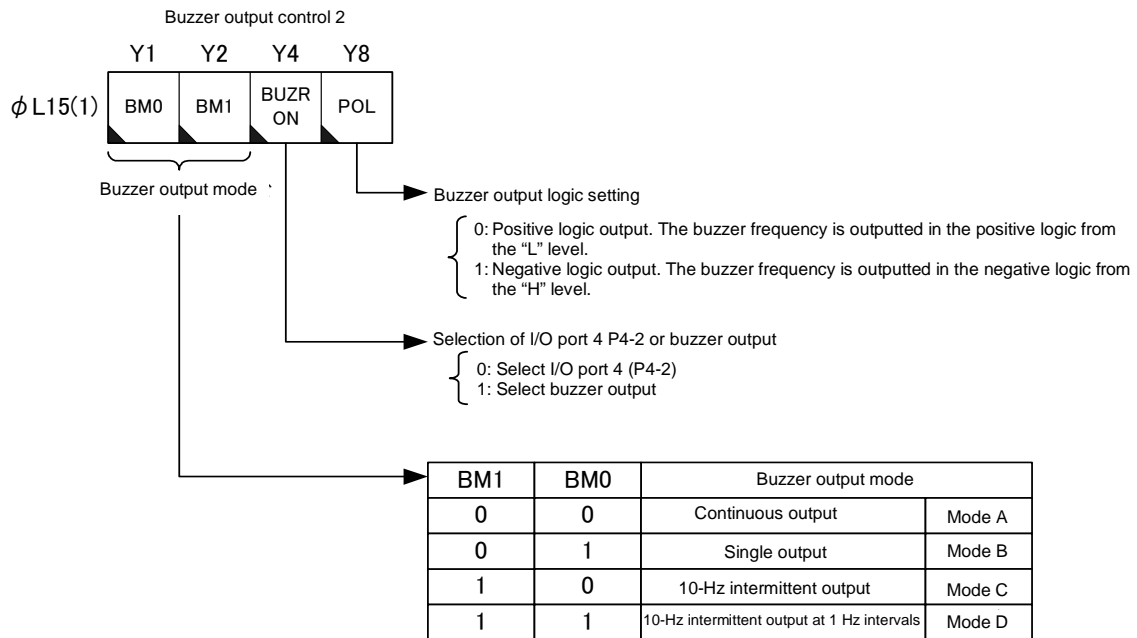 Buzzer output control 2
Y1 Y2 Y4 Y8
ϕL15(1) BM0 BM1 BUZR ON POL
Buzzer output mode
Buzzer output logic setting
0: Positive logic output. The buzzer frequency is outputted in the positive logic from
the “L” level.
1: Negative logic output. The buzzer frequency is outputted in the negative logic from
the “H” level.
Selection of I/O port 4 P4-2 or buzzer output
0: Select I/O port 4 (P4-2)
1: Select buzzer output
BM1 BM0 Buzzer output mode
0 0 Continuous output Mode A
0 1 Single output Mode B
1 0 10-Hz intermittent output Mode C
1 1 10-Hz intermittent output at 1 Hz intervals Mode D